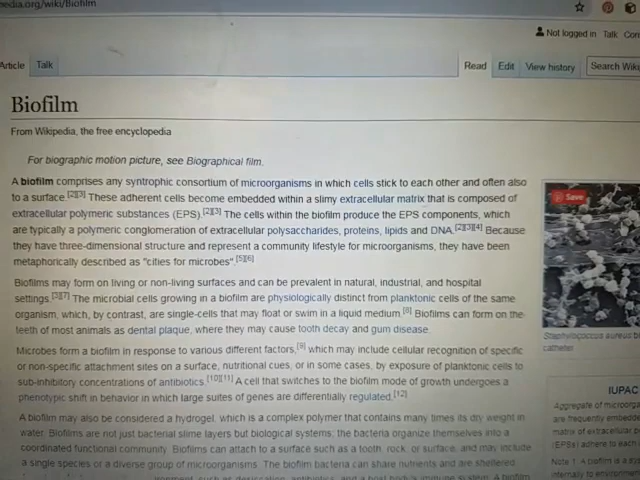 pedia.org/wiki/Biofilm
Not logged in Talk
Article Talk Read Edit View history Search Wiki
Biofilm
From Wikipedia, the free encyclopedia
For biographic motion picture, see Biographical film.
A biofilm comprises any syntrophic consortium of microorganisms in which cells stick to each other and often also
to a surface.[2][3] These adherent cells become embedded within a slimy extracellular matrix that is composed of
extracellular polymeric substances (EPS).[2][3] The cells within the biofilm produce the EPS components, which
are typically a polymeric conglomeration of extracellular polysaccharides, proteins, lipids and DNA.[2][3][4] Because
they have three-dimensional structure and represent a community lifestyle for microorganisms, they have been
metaphorically described as "cities for microbes".[5][6]
Save
Biofilms may form on living or non-living surfaces and can be prevalent in natural, industrial, and hospital
settings.[3][7] The microbial cells growing in a biofilm are physiologically distinct from planktonic cells of the same
organism, which, by contrast, are single-cells that may float or swim in a liquid medium.[8] Biofilms can form on the
teeth of most animals as dental plaque, where they may cause tooth decay and gum disease.
Staphylococcus aureus bi
catheter
Microbes form a biofilm in response to various different factors,[9] which may include cellular recognition of specific
or non-specific attachment sites on a surface, nutritional cues, or in some cases, by exposure of planktonic cells to
sub-inhibitory concentrations of antibiotics.[10][11] A cell that switches to the biofilm mode of growth undergoes a
phenotypic shift in behavior in which large suites of genes are differentially regulated.[12]
IUPAC
Aggregate of microorga
are frequently embedde
matrix of extracellular p
(EPSs) adhere to each
Note 1: A biofilm is a sy
internally to environment
A biofilm may also be considered a hydrogel, which is a complex polymer that contains many times its dry weight in
water. Biofilms are not just bacterial slime layers but biological systems; the bacteria organize themselves into a
coordinated functional community. Biofilms can attach to a surface such as a tooth, rock, or surface, and may include
a single species or a diverse group of microorganisms. The biofilm bacteria can share nutrients and are sheltered